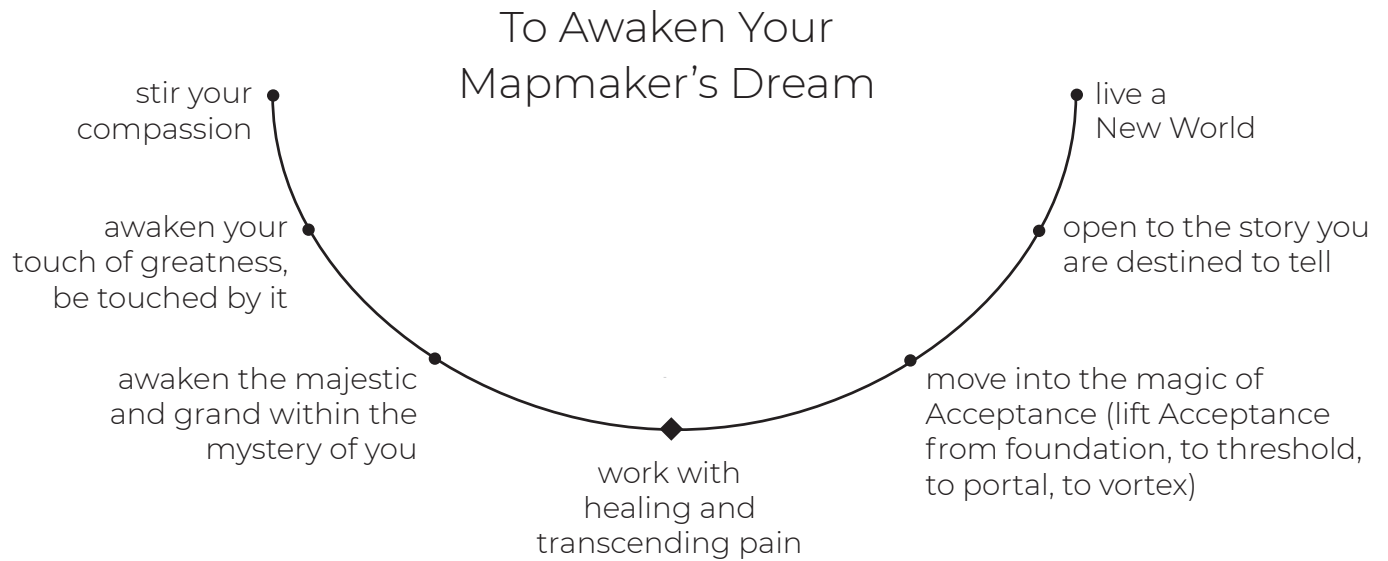 To Awaken Your
Mapmaker’s Dream
stir your
compassion
awaken your
touch of greatness,
be touched by it
awaken the majestic
and grand within the
mystery of you
work with
healing and
transcending pain
move into the magic of
Acceptance (lift Acceptance
from foundation, to threshold,
to portal, to vortex)
open to the story you
are destined to tell
live a
New World